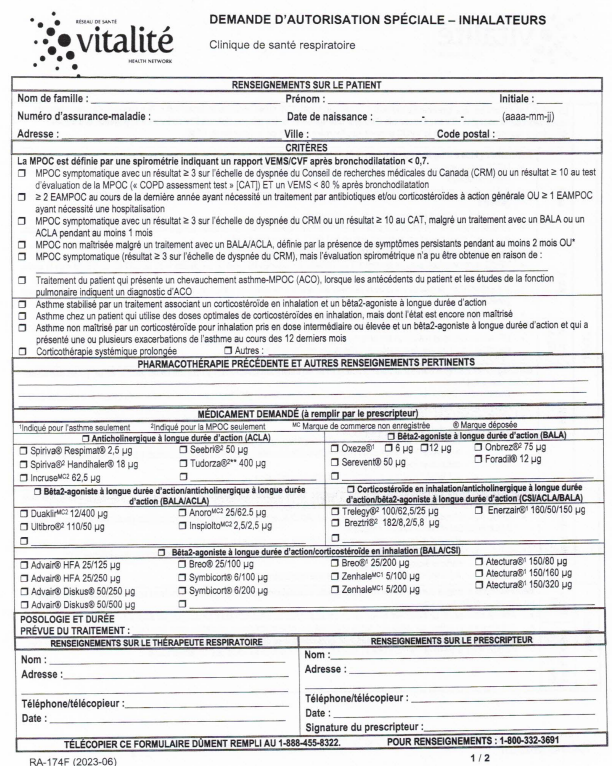 RÉSEAU DE SANTÉ
vitalité
HEALTH NETWORK
DEMANDE D'AUTORISATION SPÉCIALE – INHALATEURS
Clinique de santé respiratoire
RENSEIGNEMENTS SUR LE PATIENT
Nom de famille : Prénom : Initiale :
Numéro d'assurance-maladie : Date de naissance : - - (aaaa-mm-jj)
Adresse : Ville : Code postal :
CRITÈRES
La MPOC est définie par une spirométrie indiquant un rapport VEMS/CVF après bronchodilatation < 0,7.
☐ MPOC symptomatique avec un résultat ≥ 3 sur l'échelle de dyspnée du Conseil de recherches médicales du Canada (CRM) ou un résultat ≥ 10 au test
d'évaluation de la MPOC (« COPD assessment test » [CAT]) ET un VEMS < 80 % après bronchodilatation
☐ ≥ 2 EAMPOC au cours de la dernière année ayant nécessité un traitement par antibiotiques et/ou corticostéroïdes à action générale OU ≥ 1 EAMPOC
ayant nécessité une hospitalisation
☐ MPOC symptomatique avec un résultat ≥ 3 sur l'échelle de dyspnée du CRM ou un résultat ≥ 10 au CAT, malgré un traitement avec un BALA ou un
ACLA pendant au moins 1 mois
☐ MPOC non maîtrisée malgré un traitement avec un BALA/ACLA, définie par la présence de symptômes persistants pendant au moins 2 mois OU*
☐ MPOC symptomatique (résultat ≥ 3 sur l'échelle de dyspnée du CRM), mais l'évaluation spirométrique n'a pu être obtenue en raison de :
☐ Traitement du patient qui présente un chevauchement asthme-MPOC (ACO), lorsque les antécédents du patient et les études de la fonction
pulmonaire indiquent un diagnostic d'ACO
☐ Asthme stabilisé par un traitement associant un corticostéroïde en inhalation et un bêta2-agoniste à longue durée d'action
☐ Asthme chez un patient qui utilise des doses optimales de corticostéroïdes en inhalation, mais dont l'état est encore non maîtrisé
☐ Asthme non maîtrisé par un corticostéroïde pour inhalation pris en dose intermédiaire ou élevée et un bêta2-agoniste à longue durée d'action et qui a
présenté une ou plusieurs exacerbations de l'asthme au cours des 12 derniers mois
☐ Corticothérapie systémique prolongée ☐ Autres :
PHARMACOTHÉRAPIE PRÉCÉDENTE ET AUTRES RENSEIGNEMENTS PERTINENTS
MÉDICAMENT DEMANDÉ (à remplir par le prescripteur)
¹Indiqué pour l'asthme seulement ²Indiqué pour la MPOC seulement MC Marque de commerce non enregistrée ® Marque déposée
☐ Anticholinergique à longue durée d'action (ACLA) ☐ Bêta2-agoniste à longue durée d'action (BALA)
☐ Spiriva® Respimat® 2,5 µg ☐ Seebri®² 50 µg ☐ Oxeze®¹ ☐ 6 µg ☐12 µg ☐ Onbrez®² 75 µg
☐ Spiriva®² Handihaler® 18 µg ☐ Tudorza®²** 400 µg ☐ Serevent® 50 µg ☐ Foradil® 12 µg
☐ Incruse MC2 62,5 µg ☐ ☐
☐ Bêta2-agoniste à longue durée d'action/anticholinergique à longue durée ☐ Corticostéroïde en inhalation/anticholinergique à longue durée
d'action (BALA/ACLA) d'action/bêta2-agoniste à longue durée d'action (CSI/ACLA/BALA)
☐ Duaklir MC2 12/400 µg ☐ Anoro MC2 25/62.5 µg ☐ Trelegy®² 100/62,5/25 µg ☐ Enerzair®¹ 160/50/150 µg
☐ Ultibro®² 110/50 µg ☐ Inspiolto MC2 2,5/2,5 µg ☐ Breztri®² 182/8,2/5,8 µg
☐ ☐
☐ Bêta2-agoniste à longue durée d'action/corticostéroïde en inhalation (BALA/CSI)
☐ Advair® HFA 25/125 µg ☐ Breo® 25/100 µg ☐ Breo®¹ 25/200 µg ☐ Atectura®¹ 150/80 µg
☐ Advair® HFA 25/250 µg ☐ Symbicort® 6/100 µg ☐ Zenhale MC1 5/100 µg ☐ Atectura®¹ 150/160 µg
☐ Advair® Diskus® 50/250 µg ☐ Symbicort® 6/200 µg ☐ Zenhale MC1 5/200 µg ☐ Atectura®¹ 150/320 µg
☐ Advair® Diskus® 50/500 µg ☐
POSOLOGIE ET DURÉE
PRÉVUE DU TRAITEMENT :
RENSEIGNEMENTS SUR LE THÉRAPEUTE RESPIRATOIRE RENSEIGNEMENTS SUR LE PRESCRIPTEUR
Nom : Nom :
Adresse : Adresse :
Téléphone/télécopieur : Téléphone/télécopieur :
Date : Date :
Signature du prescripteur :
TÉLÉCOPIER CE FORMULAIRE DÛMENT REMPLI AU 1-888-455-8322. POUR RENSEIGNEMENTS : 1-800-332-3691
RA-174F (2023-06) 1 / 2